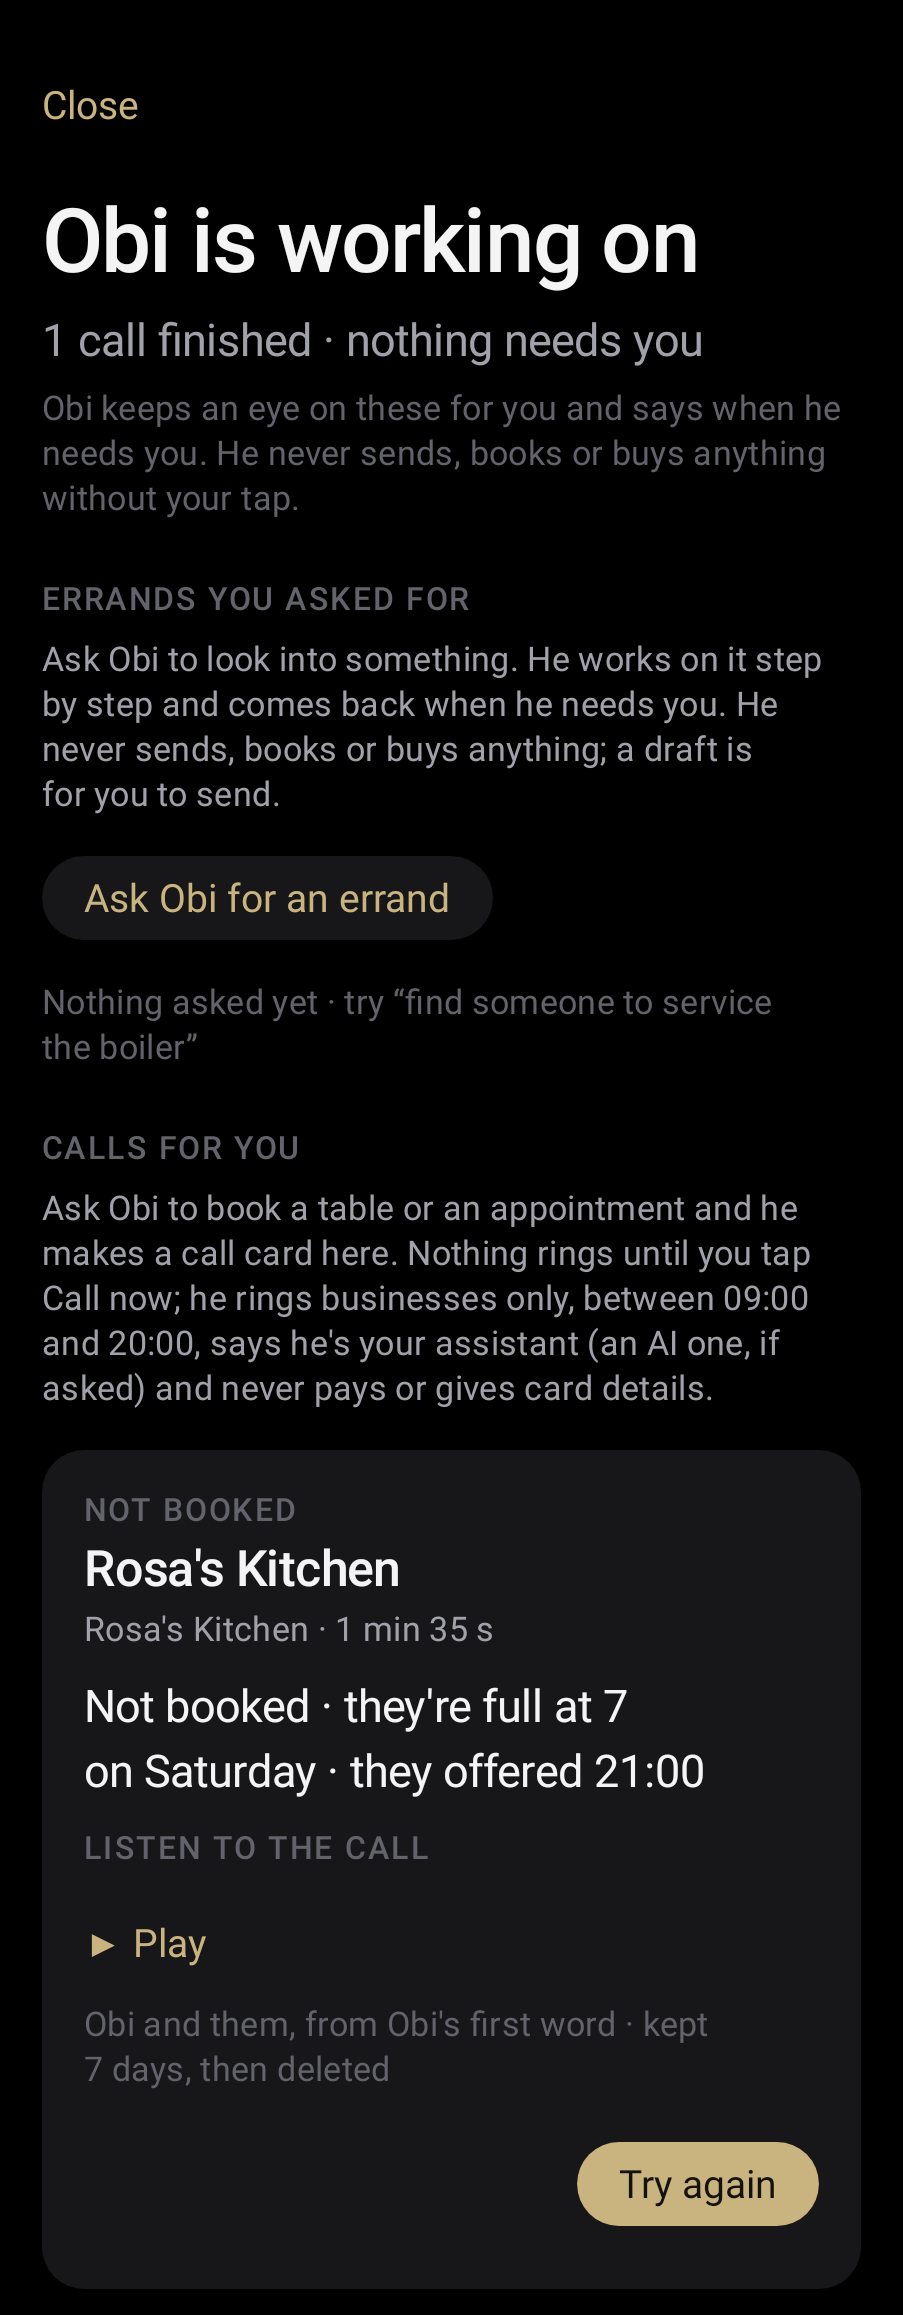 Close
Obi is working on
1 call finished · nothing needs you
Obi keeps an eye on these for you and says when he
needs you. He never sends, books or buys anything
without your tap.
ERRANDS YOU ASKED FOR
Ask Obi to look into something. He works on it step
by step and comes back when he needs you. He
never sends, books or buys anything; a draft is
for you to send.
Ask Obi for an errand
Nothing asked yet · try “find someone to service
the boiler”
CALLS FOR YOU
Ask Obi to book a table or an appointment and he
makes a call card here. Nothing rings until you tap
Call now; he rings businesses only, between 09:00
and 20:00, says he's your assistant (an AI one, if
asked) and never pays or gives card details.
NOT BOOKED
Rosa's Kitchen
Rosa's Kitchen · 1 min 35 s
Not booked · they're full at 7
on Saturday · they offered 21:00
LISTEN TO THE CALL
► Play
Obi and them, from Obi's first word · kept
7 days, then deleted
Try again